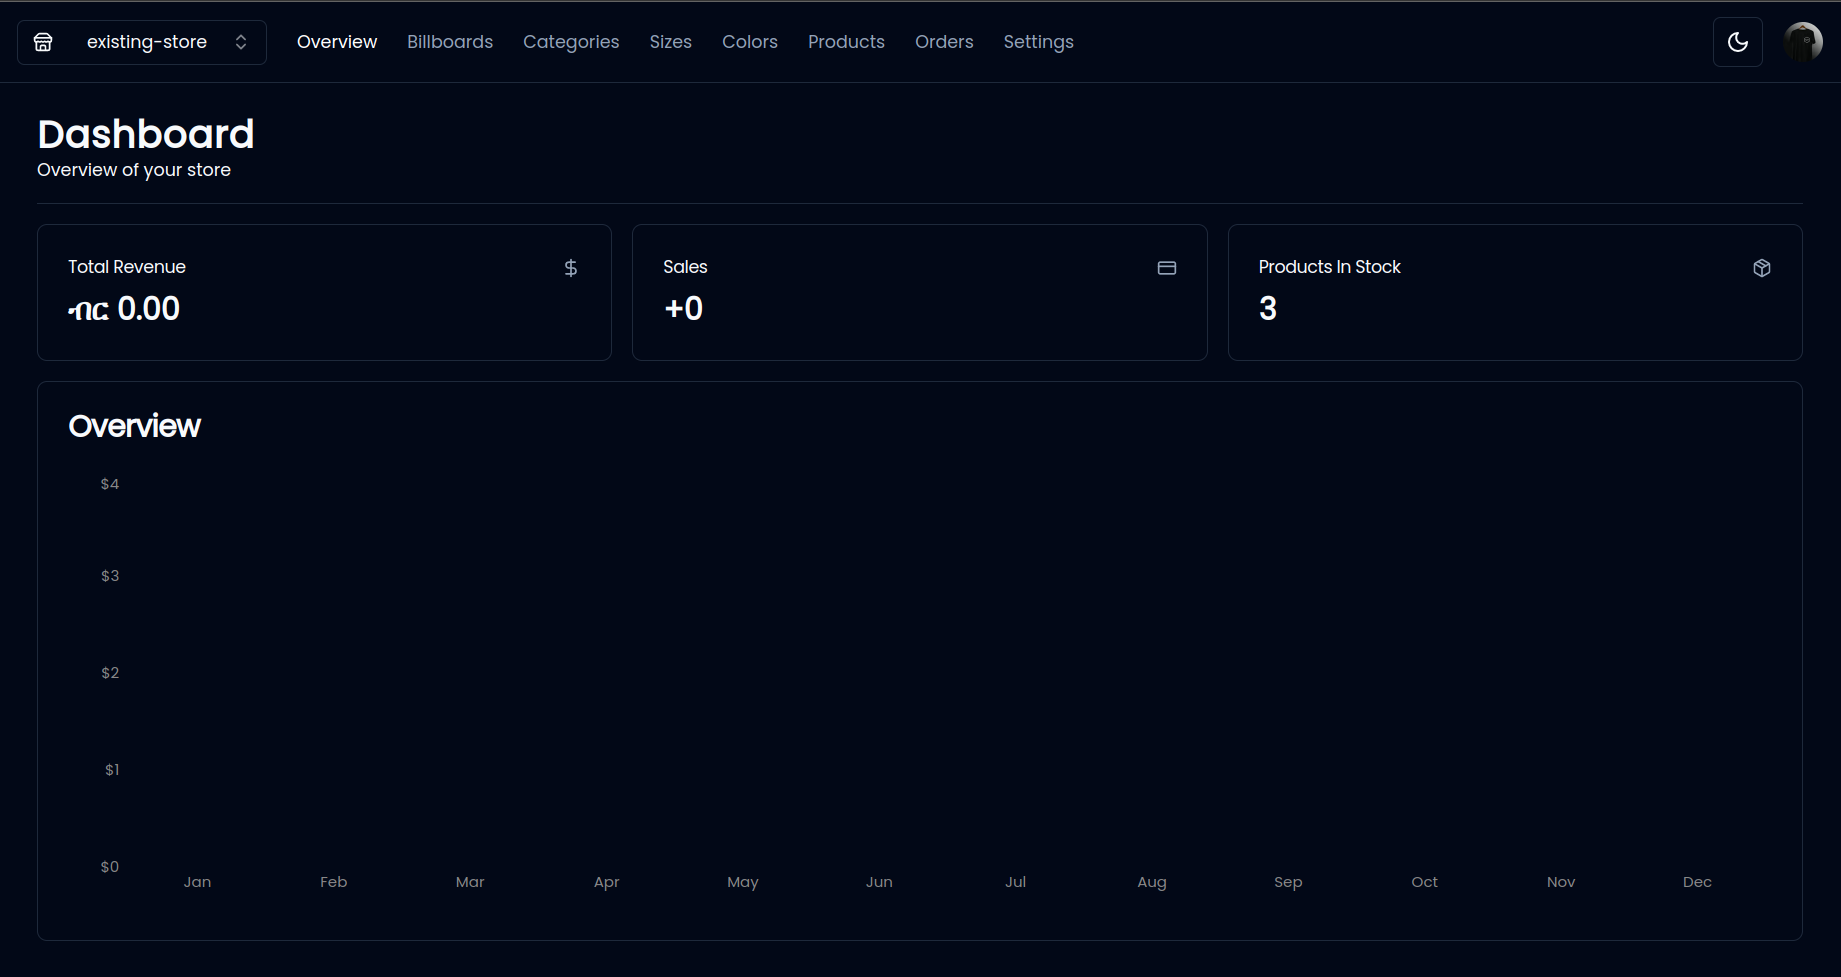 existing-store Overview Billboards Categories Sizes Colors Products Orders Settings
Dashboard
Overview of your store
Total Revenue
ብር 0.00
Sales
+0
Products In Stock
3
Overview
$4
$3
$2
$1
$0
Jan Feb Mar Apr May Jun Jul Aug Sep Oct Nov Dec